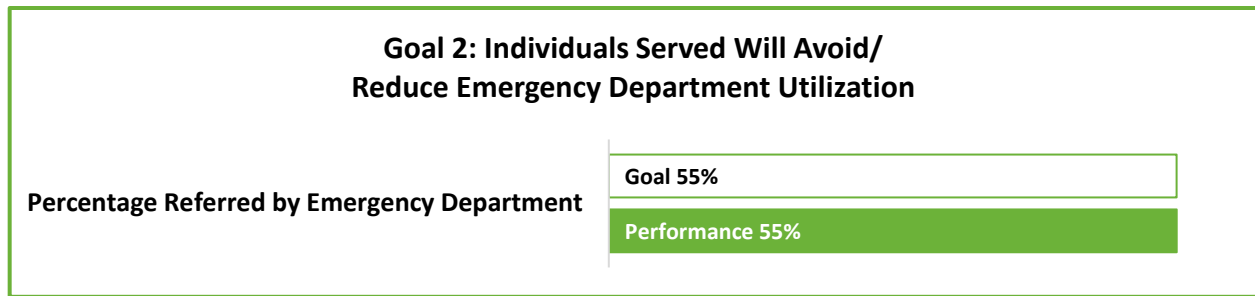 Goal 2: Individuals Served Will Avoid/
Reduce Emergency Department Utilization
Goal 55%
Percentage Referred by Emergency Department
Performance 55%